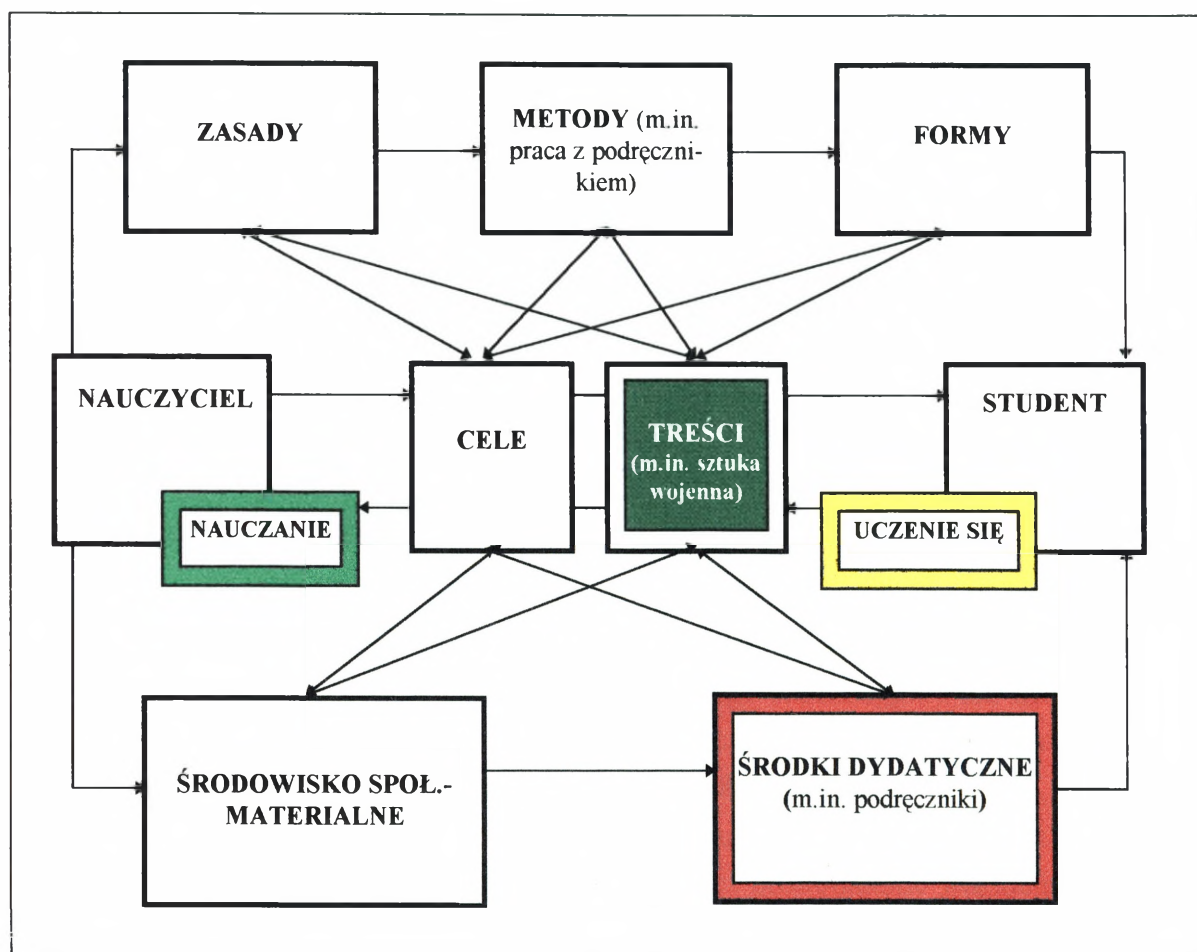 ZASADY
METODY (m.in.
praca z podręczni-
kiem)
FORMY
NAUCZYCIEL
NAUCZANIE
CELE
TREŚCI
(m.in. sztuka
wojenna)
STUDENT
UCZENIE SIĘ
ŚRODOWISKO SPOŁ.-
MATERIALNE
ŚRODKI DYDATYCZNE
(m.in. podręczniki)